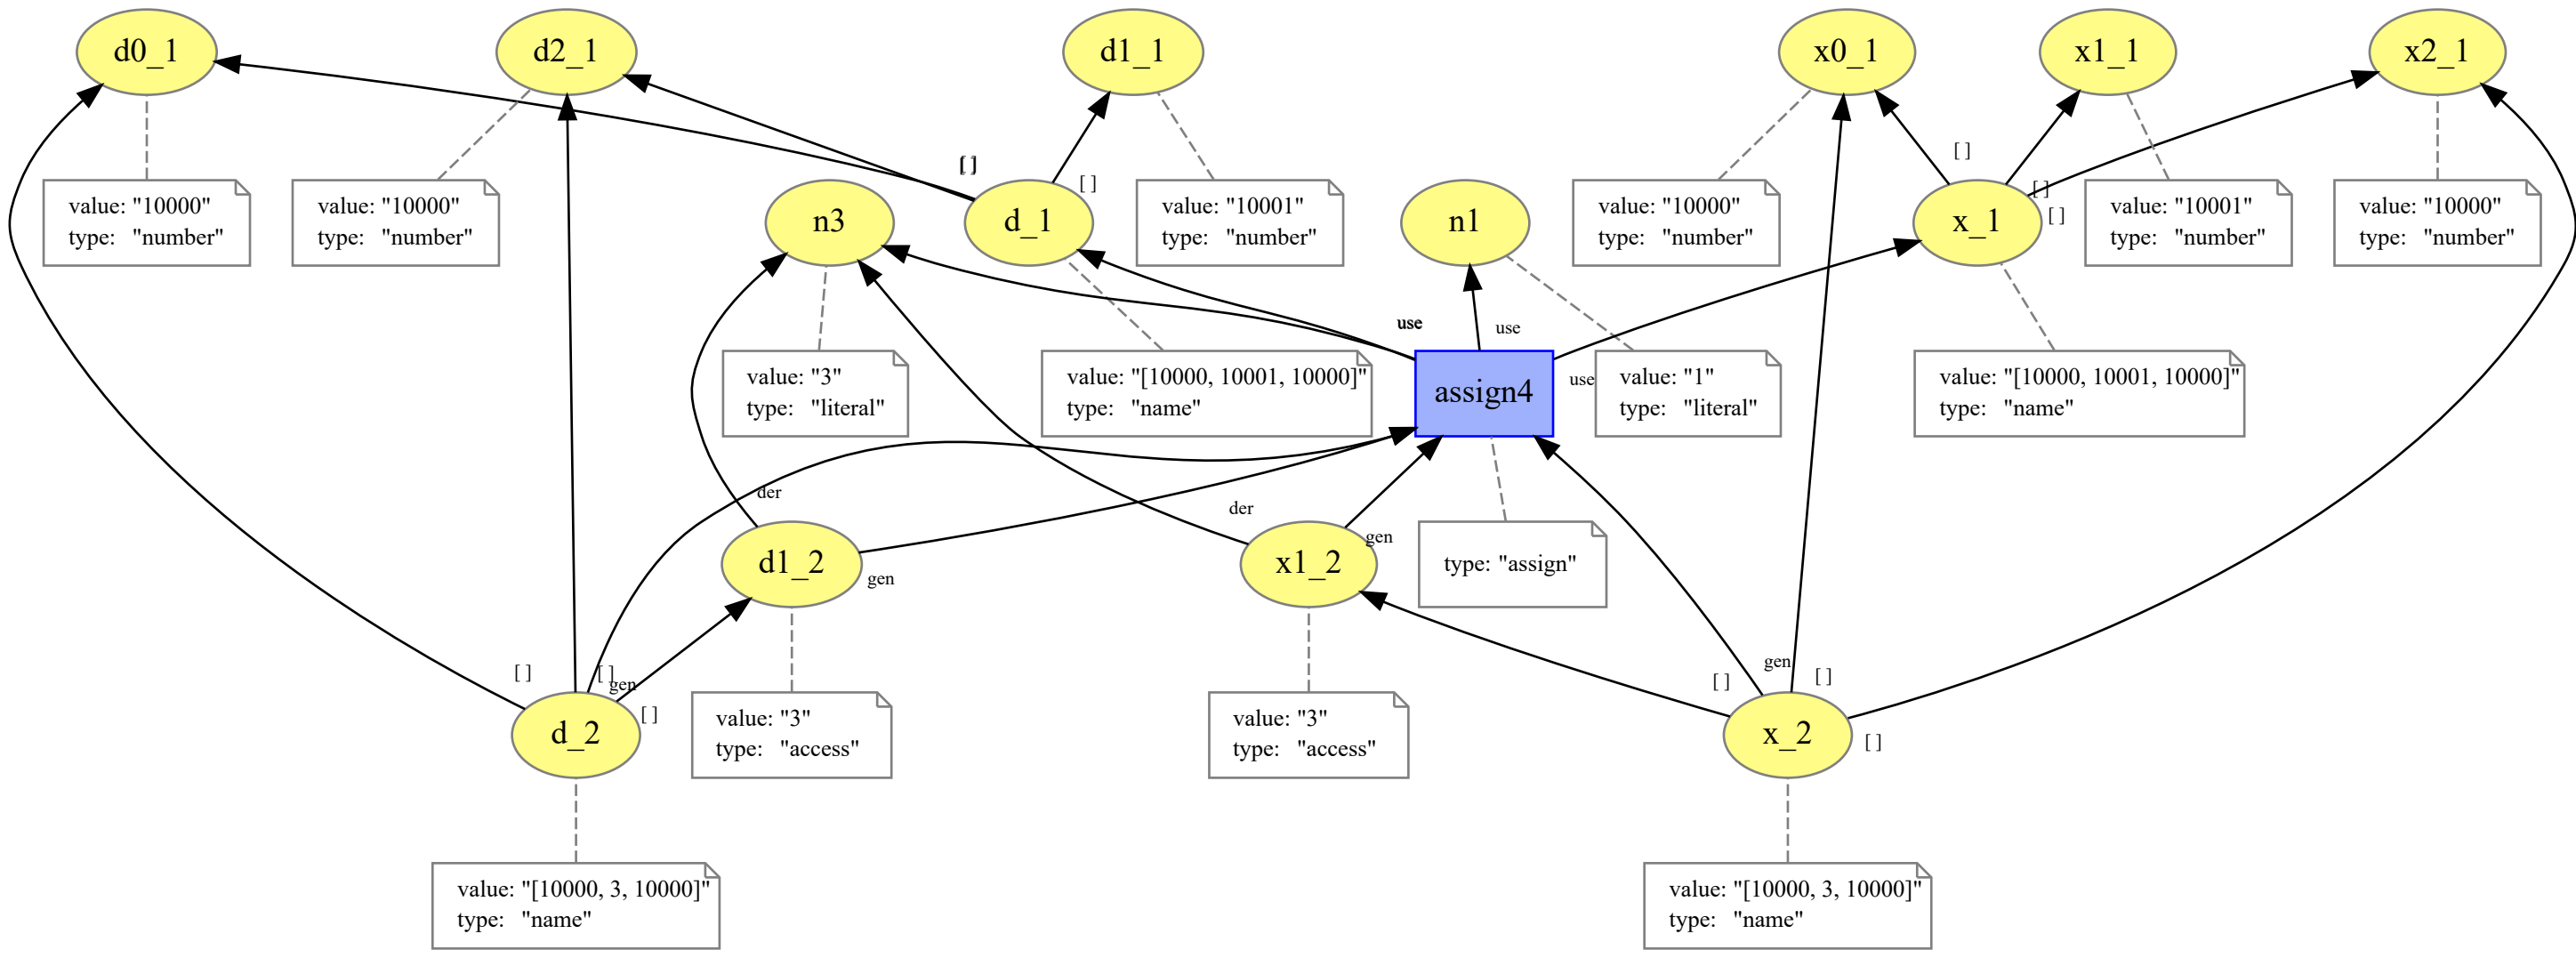 d0_1
d2_1
d1_1
x0_1
x1_1
x2_1
[ ]
[ ]
[ ]
[ ]
[ ]
[ ]
value: "10000"
type: "number"
value: "10000"
type: "number"
n3
d_1
value: "10001"
type: "number"
n1
value: "10000"
type: "number"
x_1
value: "10001"
type: "number"
value: "10000"
type: "number"
use
use
use
use
value: "3"
type: "literal"
value: "[10000, 10001, 10000]"
type: "name"
assign4
value: "1"
type: "literal"
value: "[10000, 10001, 10000]"
type: "name"
der
der
gen
gen
d1_2
x1_2
type: "assign"
[ ]
[ ]
gen
[ ]
[ ]
gen
[ ]
[ ]
d_2
value: "3"
type: "access"
value: "3"
type: "access"
x_2
value: "[10000, 3, 10000]"
type: "name"
value: "[10000, 3, 10000]"
type: "name"